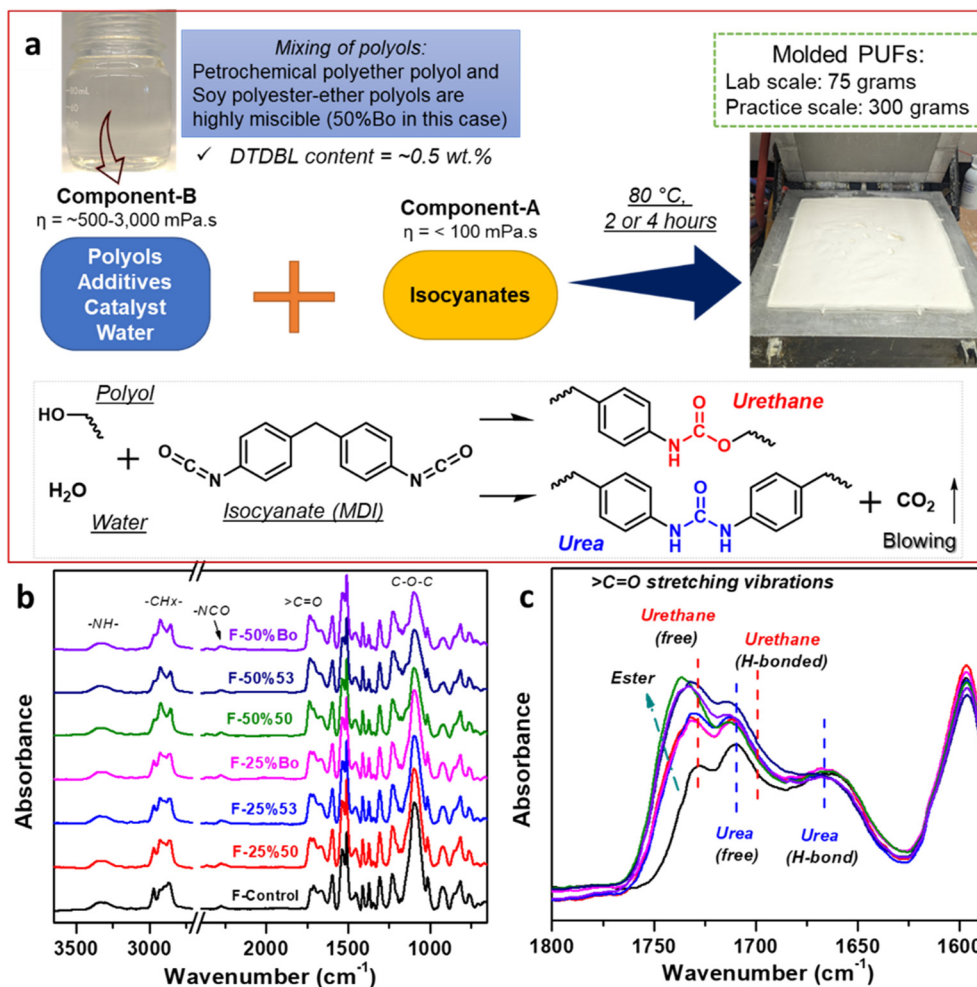 a
Mixing of polyols:
Petrochemical polyether polyol and
Soy polyester-ether polyols are
highly miscible (50%Bo in this case)
✓ DTDBL content = ~0.5 wt.%
Molded PUFs:
Lab scale: 75 grams
Practice scale: 300 grams
Component-B
η = ~500-3,000 mPa.s
Polyols
Additives
Catalyst
Water
Component-A
η = < 100 mPa.s
Isocyanates
80 °C,
2 or 4 hours
Polyol
HO
+
H₂O
Water
O=C=N
N=C=O
Isocyanate (MDI)
O
N
H
O
Urethane
O
N
H
N
H
Urea
+ CO₂
Blowing
b
-NH-
-CHx-
-NCO
>C=O
C-O-C
F-50%Bo
F-50%53
F-50%50
F-25%Bo
F-25%53
F-25%50
F-Control
Absorbance
3500 3000 2000 1500 1000
Wavenumber (cm⁻¹)
c
>C=O stretching vibrations
Urethane
(free)
Urethane
(H-bonded)
Ester
Urea
(free)
Urea
(H-bond)
Absorbance
1800 1750 1700 1650 1600
Wavenumber (cm⁻¹)